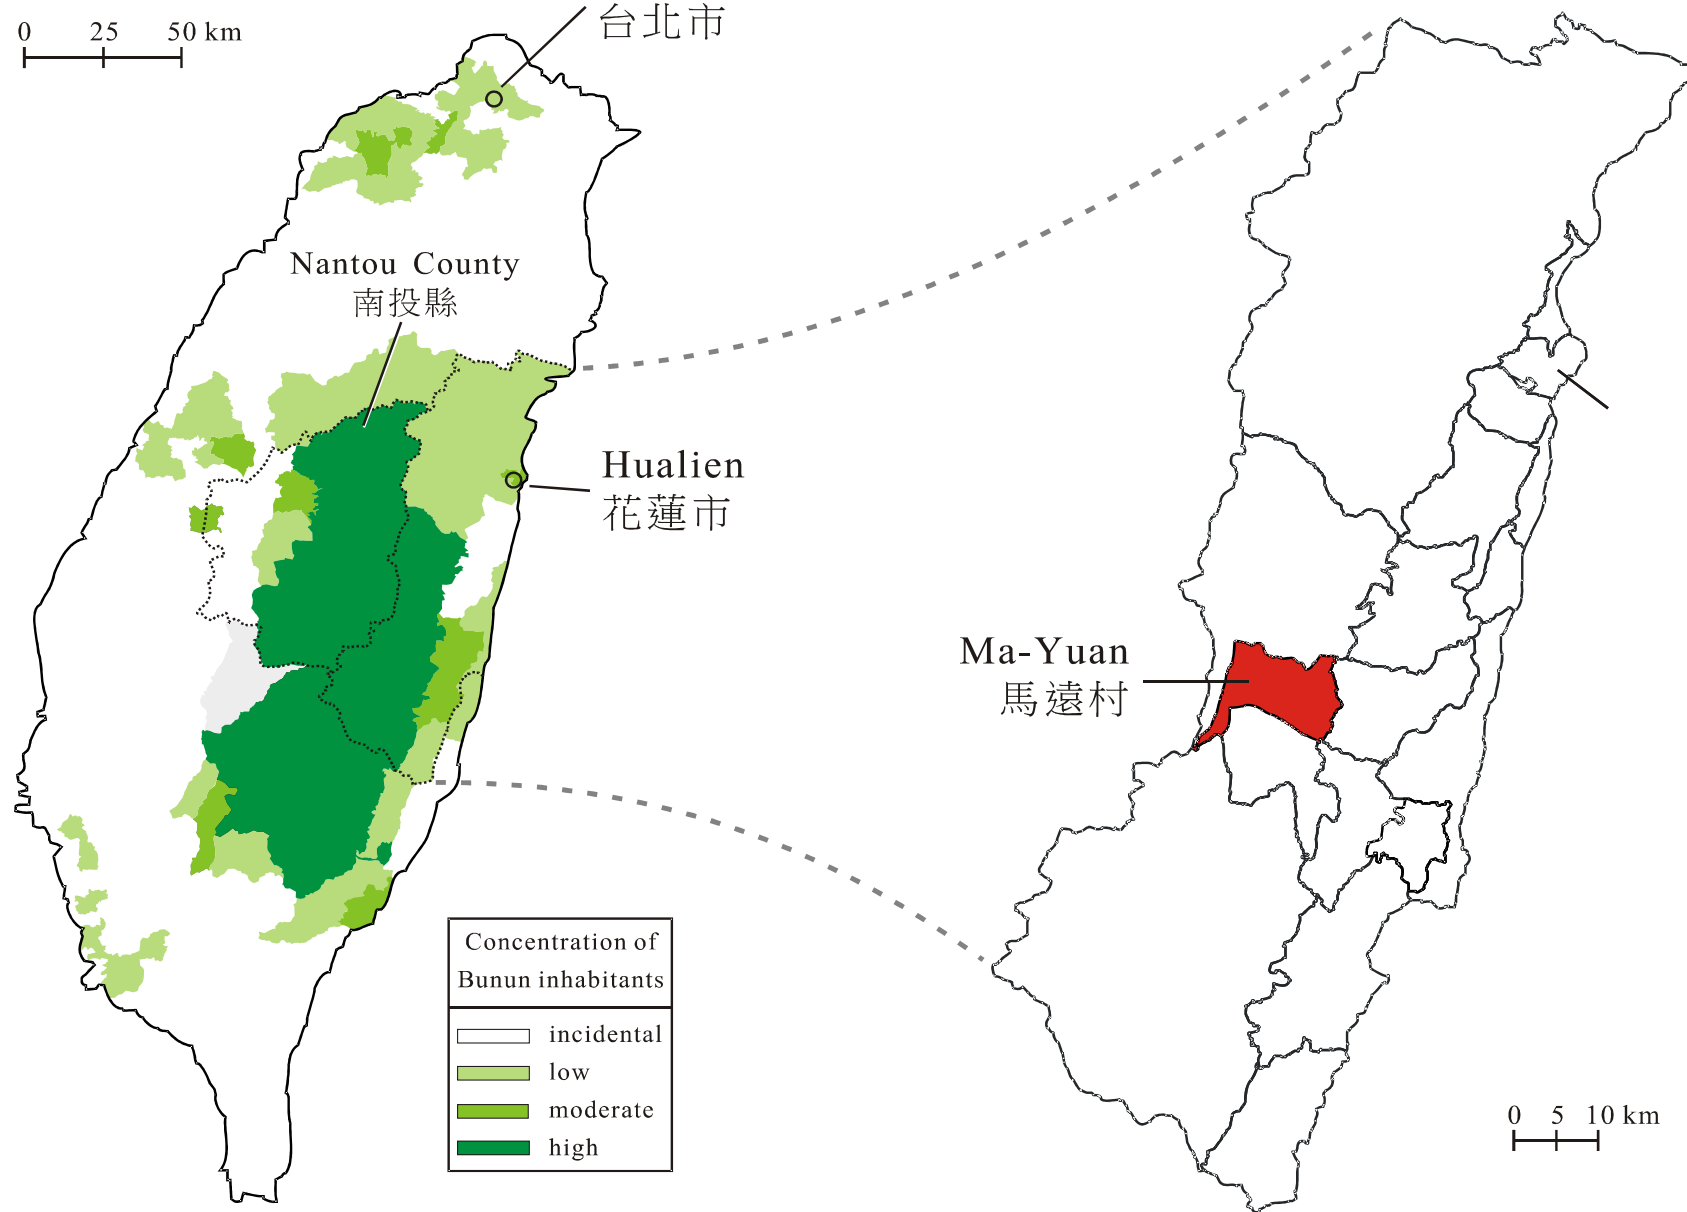 台北市
0 25 50 km
Nantou County
南投縣
Hualien
花蓮市
Ma-Yuan
馬遠村
Concentration of
Bunun inhabitants
incidental
low
moderate
high
0 5 10 km